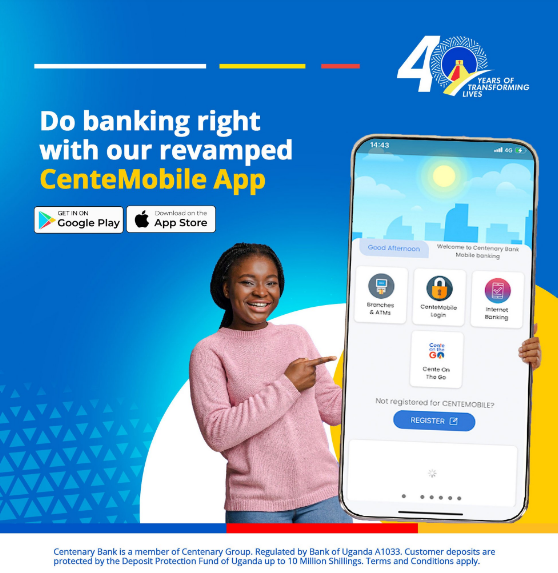 40
YEARS OF
TRANSFORMING
LIVES
Do banking right
with our revamped
CenteMobile App
GET IN ON
Google Play
Download on the
App Store
14:43
4G
Good Afternoon
Welcome to Centenary Bank
Mobile banking
Branches
& ATMs
CenteMobile
Login
Internet
Banking
Cente
on the
GO
Cente On
The Go
Not registered for CENTEMOBILE?
REGISTER
Centenary Bank is a member of Centenary Group. Regulated by Bank of Uganda A1033. Customer deposits are
protected by the Deposit Protection Fund of Uganda up to 10 Million Shillings. Terms and Conditions apply.